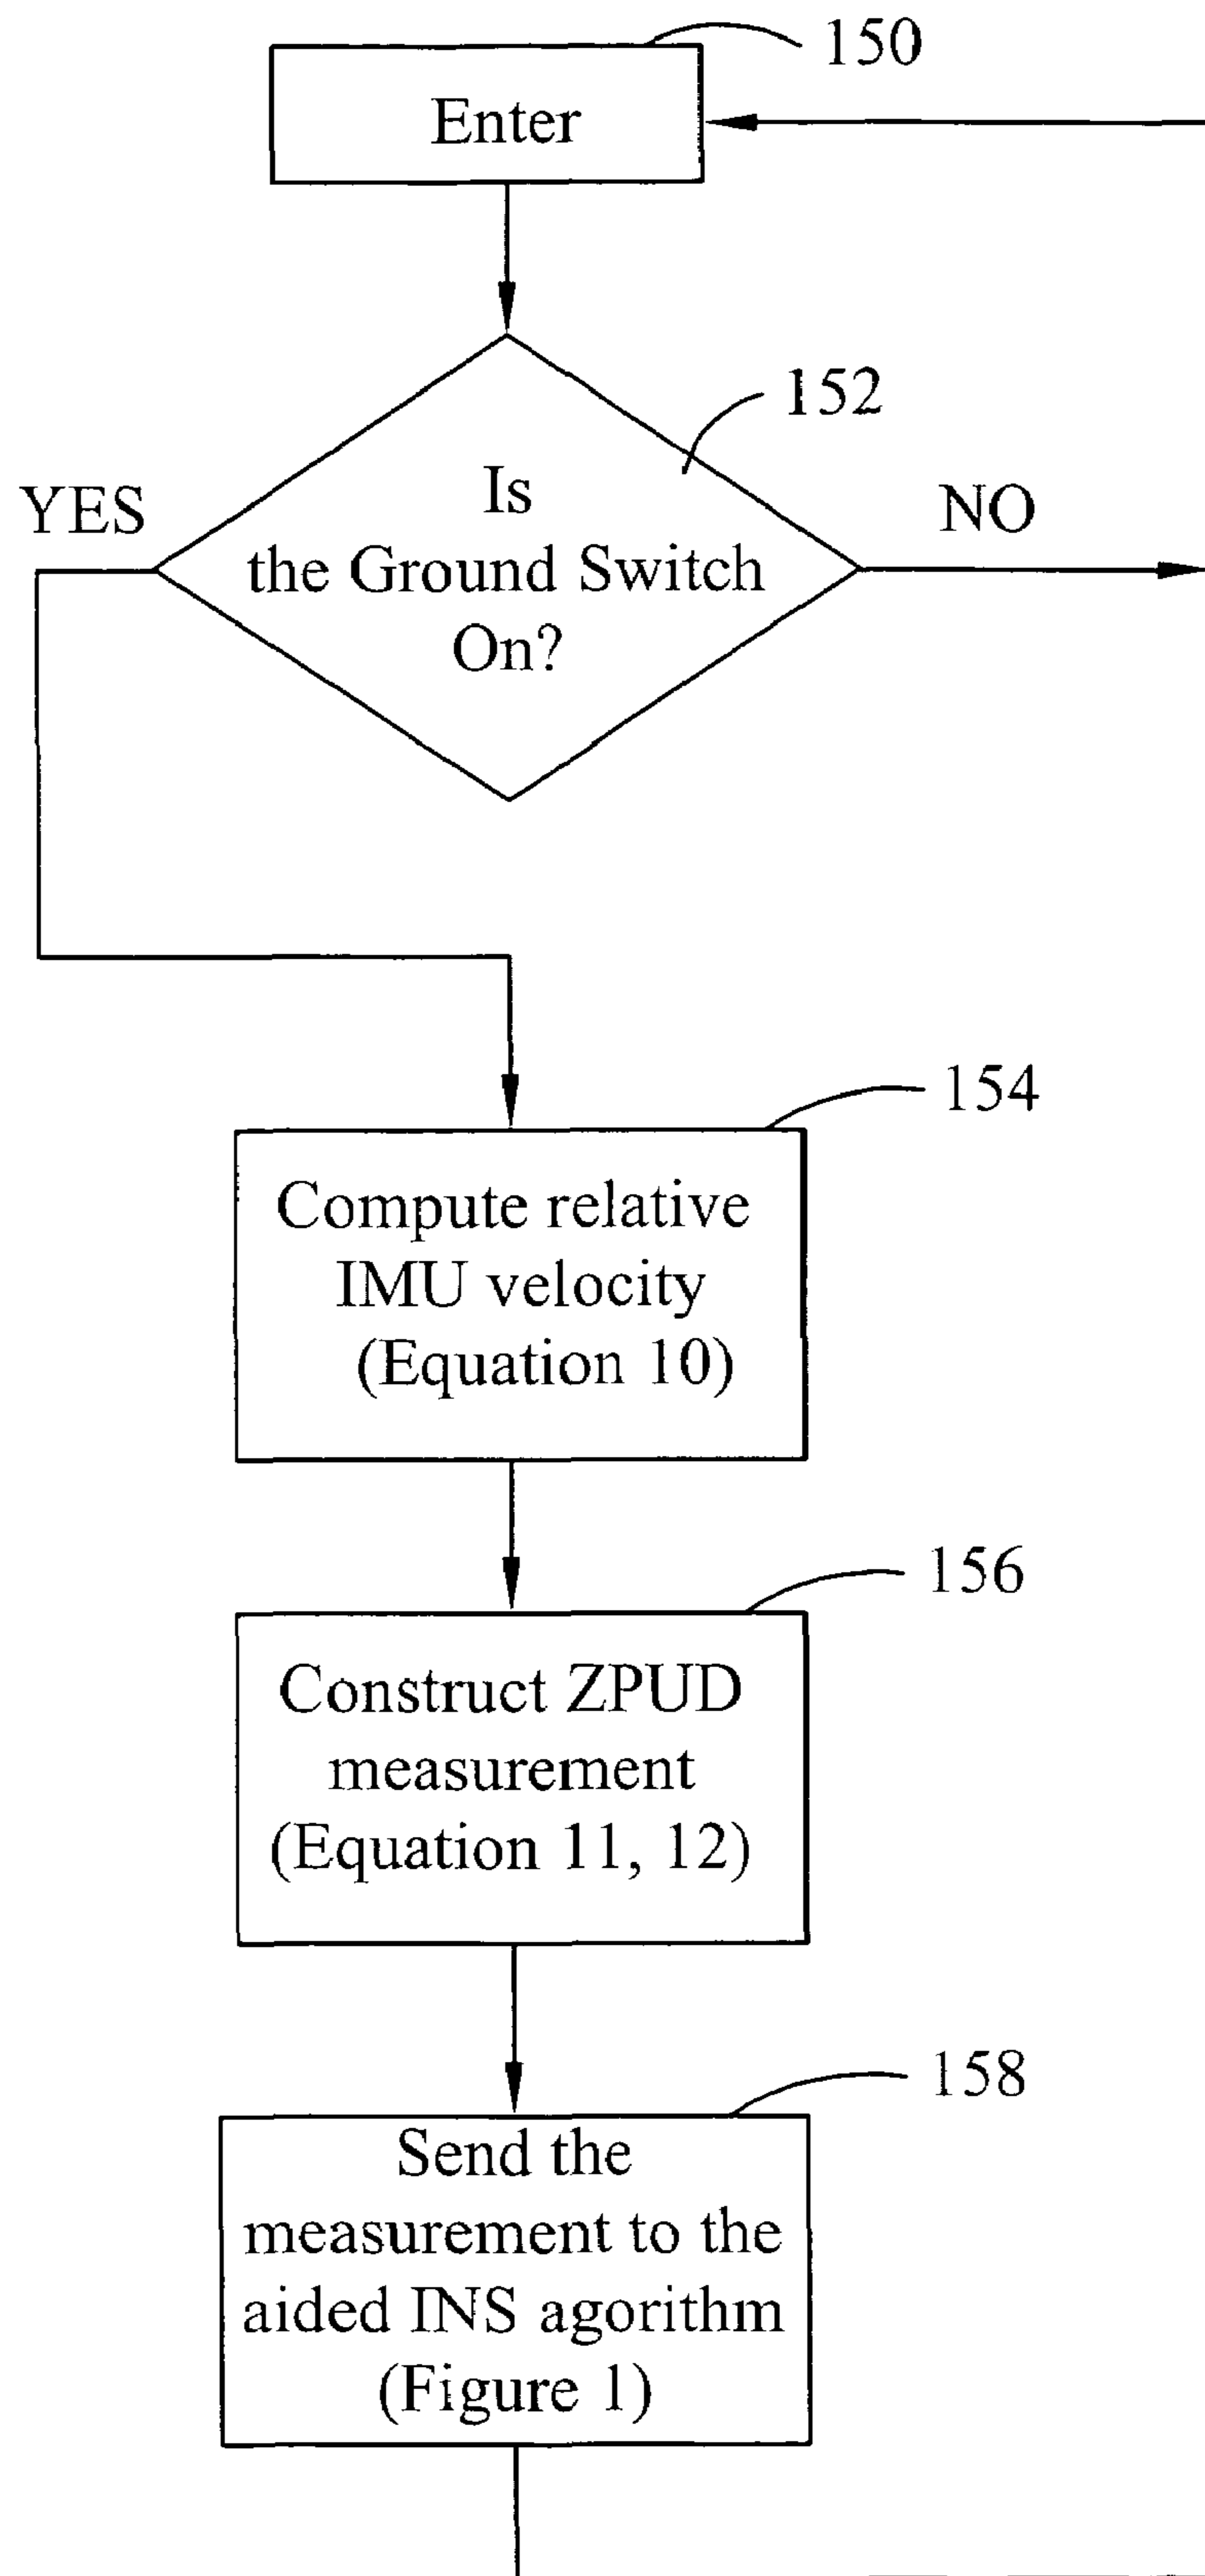 150
Enter
152
YES
NO
Is
the Ground Switch
On?
154
Compute relative
IMU velocity
(Equation 10)
156
Construct ZPUD
measurement
(Equation 11, 12)
158
Send the
measurement to the
aided INS agorithm
(Figure 1)